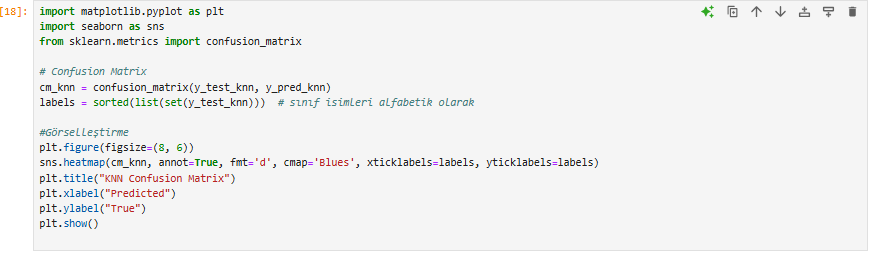 [18]:
import matplotlib.pyplot as plt
import seaborn as sns
from sklearn.metrics import confusion_matrix
# Confusion Matrix
cm_knn = confusion_matrix(y_test_knn, y_pred_knn)
labels = sorted(list(set(y_test_knn)))  # sınıf isimleri alfabetik olarak
#Görselleştirme
plt.figure(figsize=(8, 6))
sns.heatmap(cm_knn, annot=True, fmt='d', cmap='Blues', xticklabels=labels, yticklabels=labels)
plt.title("KNN Confusion Matrix")
plt.xlabel("Predicted")
plt.ylabel("True")
plt.show()